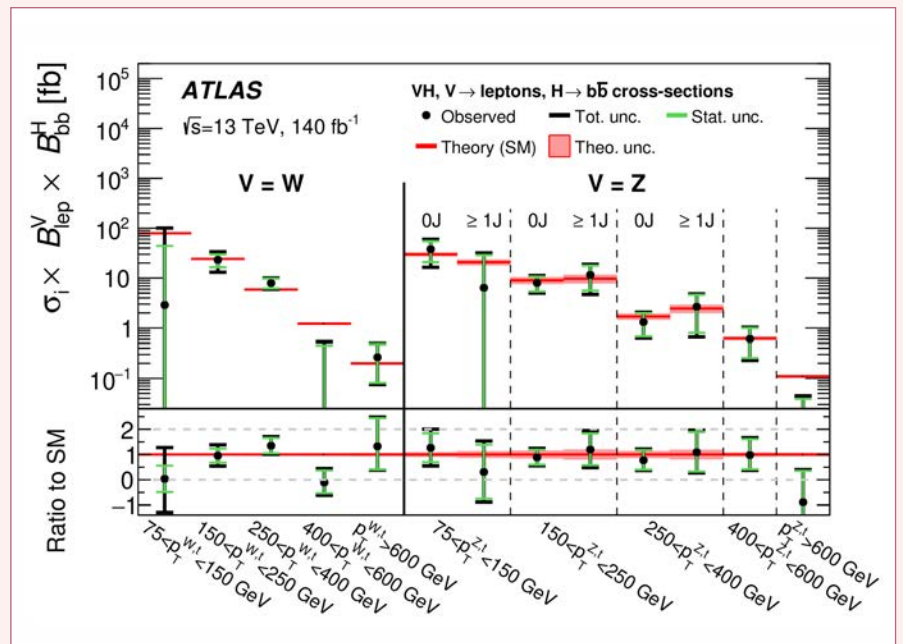 ATLAS
√s=13 TeV, 140 fb⁻¹
VH, V→leptons, H→bb̄ cross-sections
Observed
Tot. unc.
Stat. unc.
Theory (SM)
Theo. unc.
V = W
V = Z
0J
≥ 1J
0J
≥ 1J
0J
≥ 1J
σᵢ × B^V_lep × B^H_bb [fb]
10⁵
10⁴
10³
10²
10
1
10⁻¹
Ratio to SM
2
1
0
−1
75<p_T^{W,t}<150 GeV
150<p_T^{W,t}<250 GeV
250<p_T^{W,t}<400 GeV
400<p_T^{W,t}<600 GeV
p_T^{W,t}>600 GeV
75<p_T^{Z,t}<150 GeV
150<p_T^{Z,t}<250 GeV
250<p_T^{Z,t}<400 GeV
400<p_T^{Z,t}<600 GeV
p_T^{Z,t}>600 GeV